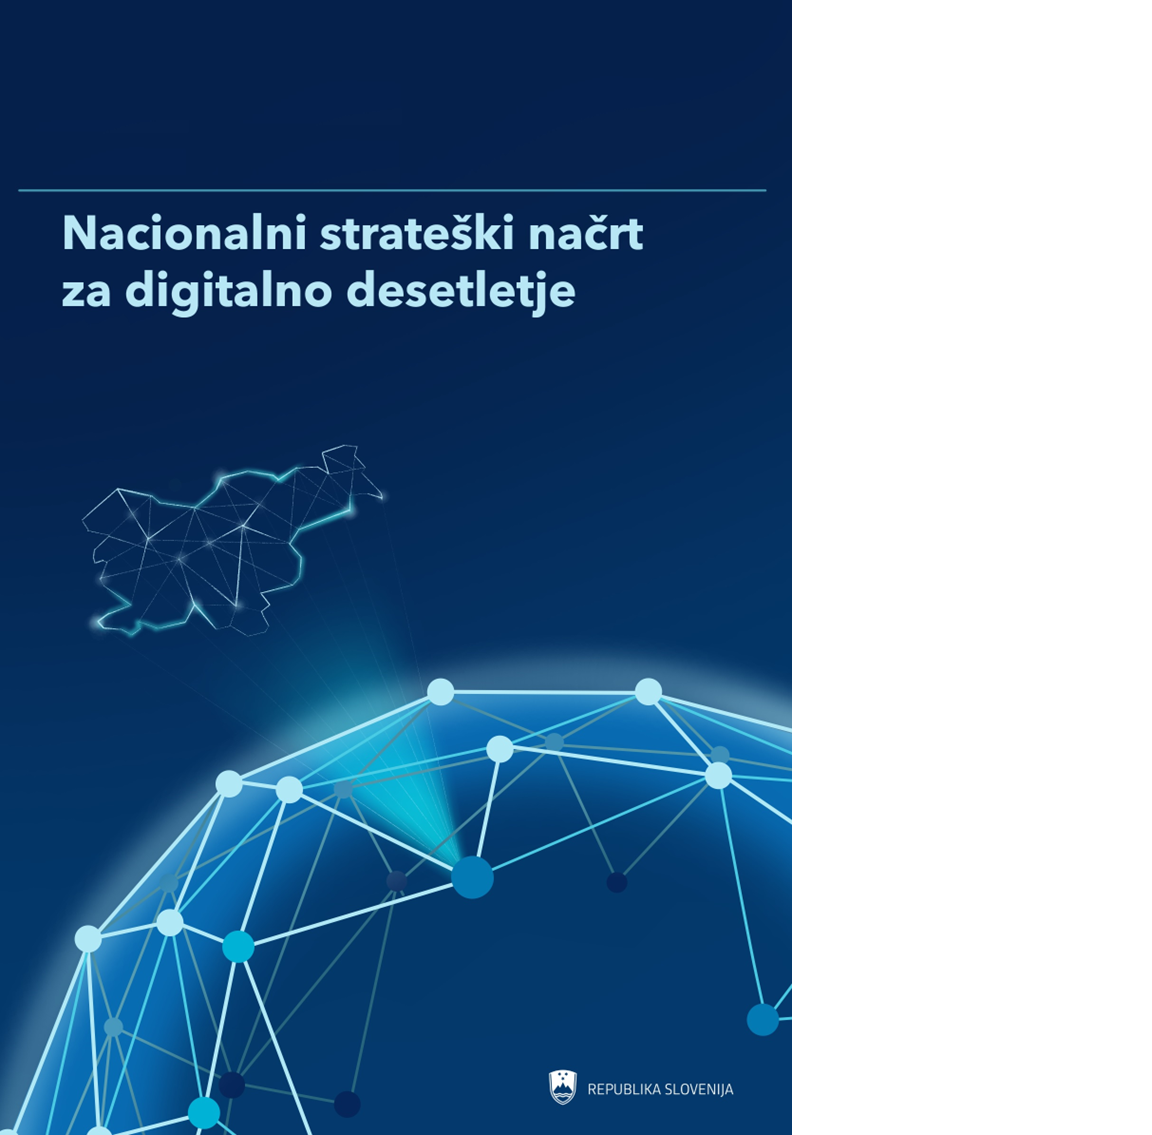 Nacionalni strateški načrt
za digitalno desetletje
REPUBLIKA SLOVENIJA